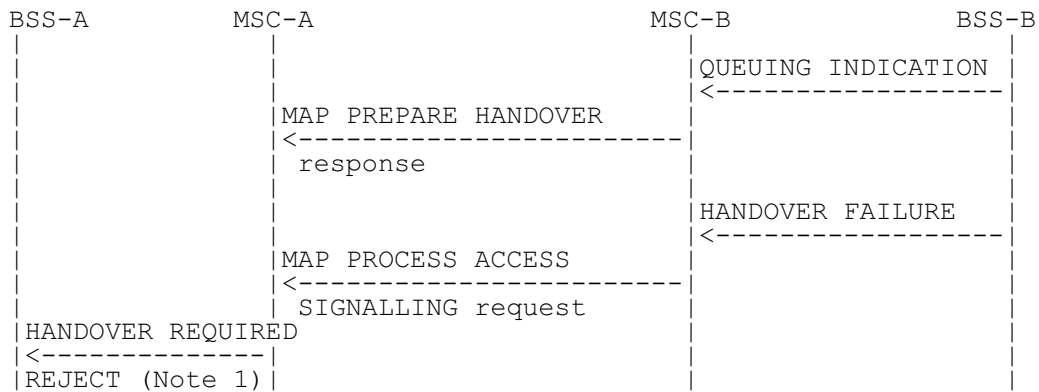 BSS-A MSC-A MSC-B BSS-B
QUEUING INDICATION
MAP PREPARE HANDOVER
response
HANDOVER FAILURE
MAP PROCESS ACCESS
SIGNALLING request
HANDOVER REQUIRED
REJECT (Note 1)